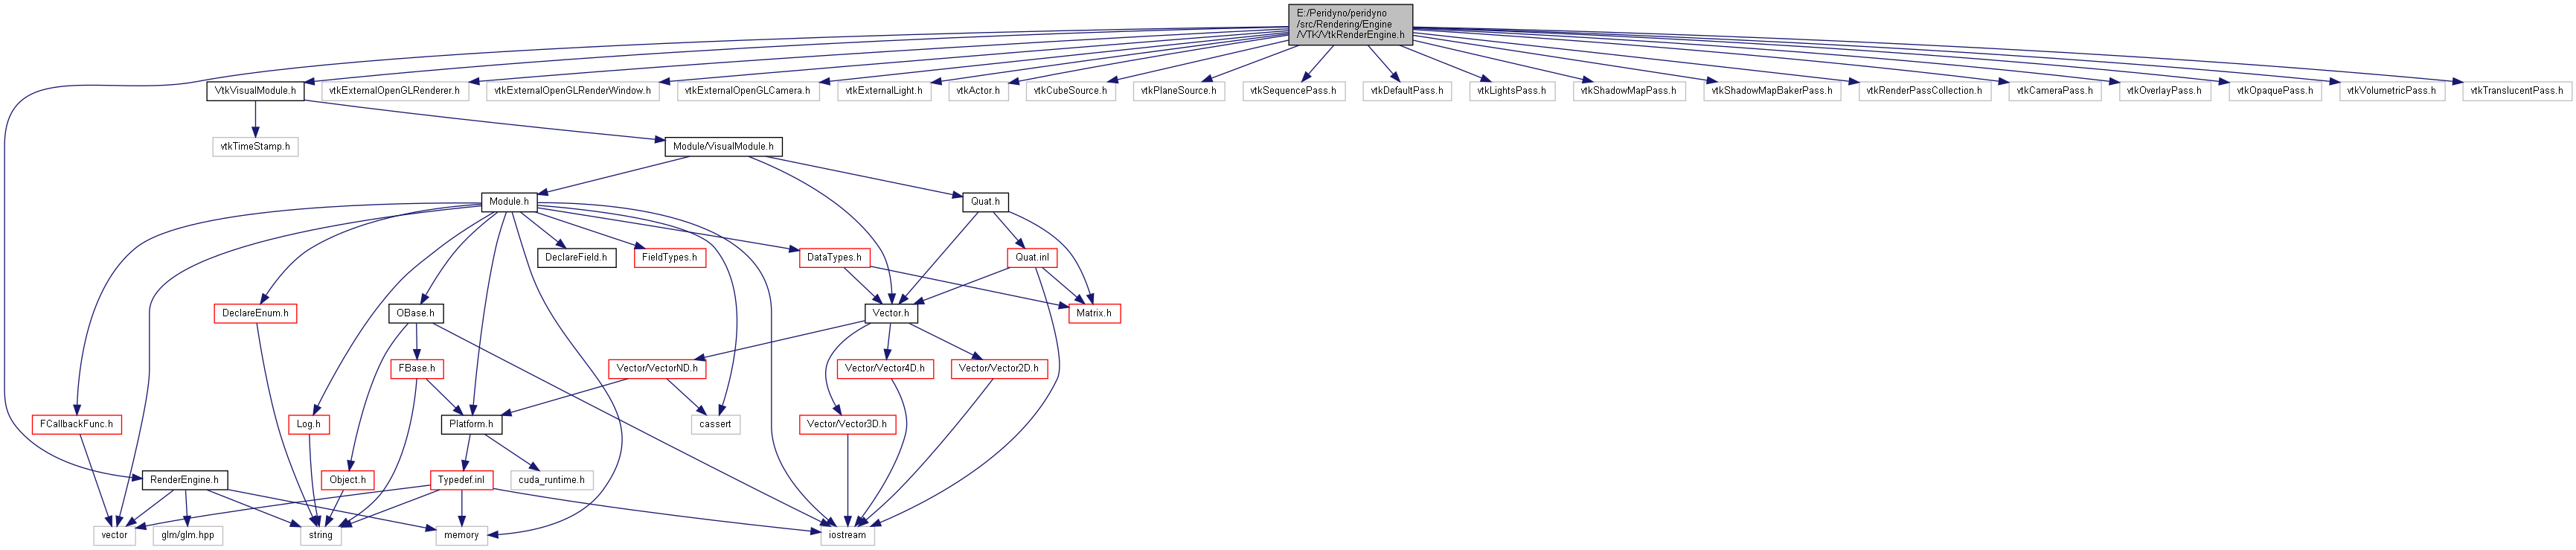 E:/Peridyno/peridyno
/src/Rendering/Engine
/VTK/VtkRenderEngine.h
VtkVisualModule.h
vtkExternalOpenGLRenderer.h
vtkExternalOpenGLRenderWindow.h
vtkExternalOpenGLCamera.h
vtkExternalLight.h
vtkActor.h
vtkCubeSource.h
vtkPlaneSource.h
vtkSequencePass.h
vtkDefaultPass.h
vtkLightsPass.h
vtkShadowMapPass.h
vtkShadowMapBakerPass.h
vtkRenderPassCollection.h
vtkCameraPass.h
vtkOverlayPass.h
vtkOpaquePass.h
vtkVolumetricPass.h
vtkTranslucentPass.h
vtkTimeStamp.h
Module/VisualModule.h
Module.h
Quat.h
DeclareField.h
FieldTypes.h
DataTypes.h
Quat.inl
DeclareEnum.h
OBase.h
Vector.h
Matrix.h
FBase.h
Vector/VectorND.h
Vector/Vector4D.h
Vector/Vector2D.h
FCallbackFunc.h
Log.h
Platform.h
cassert
Vector/Vector3D.h
RenderEngine.h
Object.h
Typedef.inl
cuda_runtime.h
vector
glm/glm.hpp
string
memory
iostream